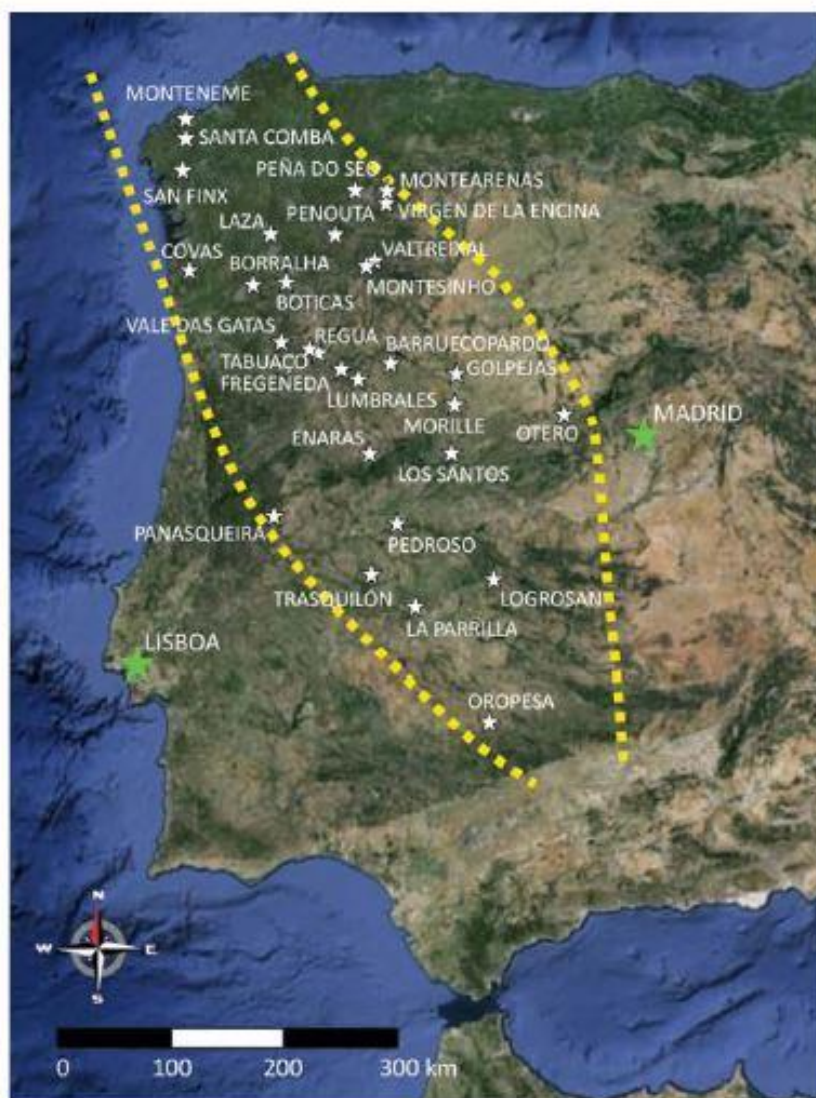 MONTENEME
SANTA COMBA
PEÑA DO SEO
MONTEARENAS
SAN FINX
PENOUTA
VIRGEN DE LA ENCINA
LAZA
COVAS
BORRALHA
VALTREIXAL
MONTESINHO
BOTICAS
VALE DAS GATAS
REGUA
BARRUECOPARDO
TABUAÇO
GOLPEJAS
FREGENEDA
LUMBRALES
MORILLE
OTERO
MADRID
ENARAS
LOS SANTOS
PANASQUEIRA
PEDROSO
TRASQUILÓN
LOGROSAN
LA PARRILLA
LISBOA
OROPESA
N
W E
S
0 100 200 300 km